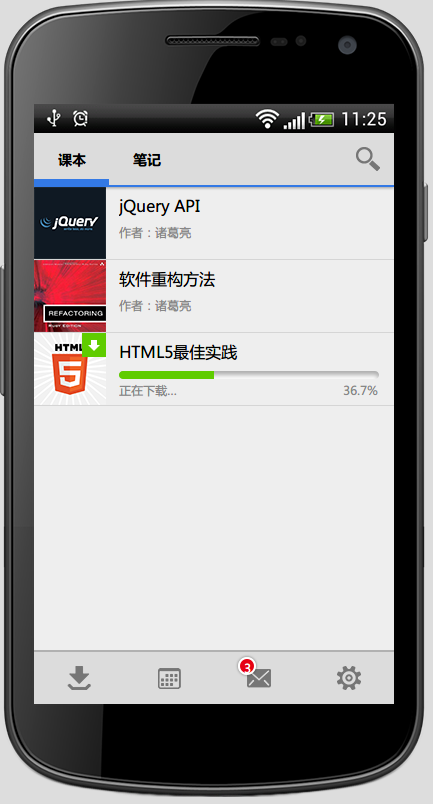 11:25
课本 笔记
jQuery
jQuery API
作者：诸葛亮
REFACTORING
RUBY EDITION
软件重构方法
作者：诸葛亮
HTML
5
HTML5最佳实践
正在下载... 36.7%
3